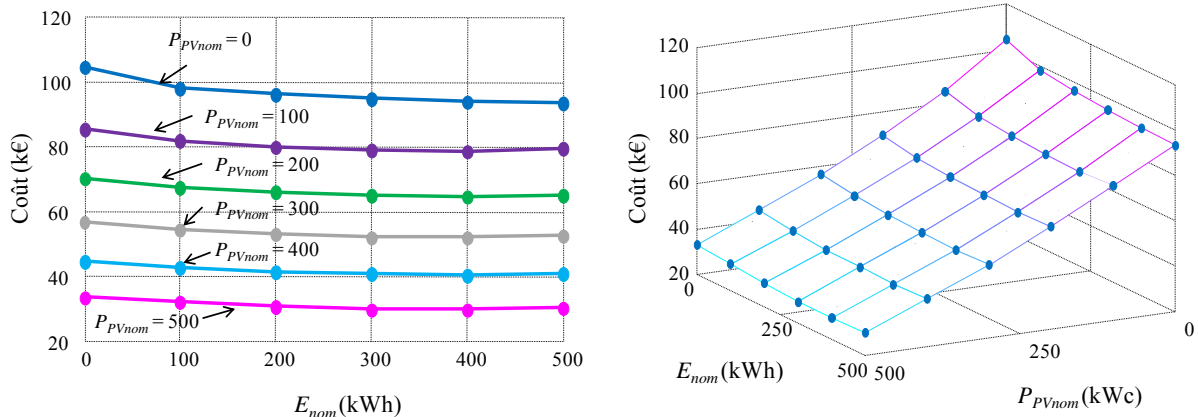 120
100
80
60
40
20
Coût (k€)
P_PVnom = 0
P_PVnom = 100
P_PVnom = 200
P_PVnom = 300
P_PVnom = 400
P_PVnom = 500
0 100 200 300 400 500
E_nom (kWh)
120
100
80
60
40
20
Coût (k€)
0
250
500
E_nom (kWh)
500
250
0
P_PVnom (kWc)